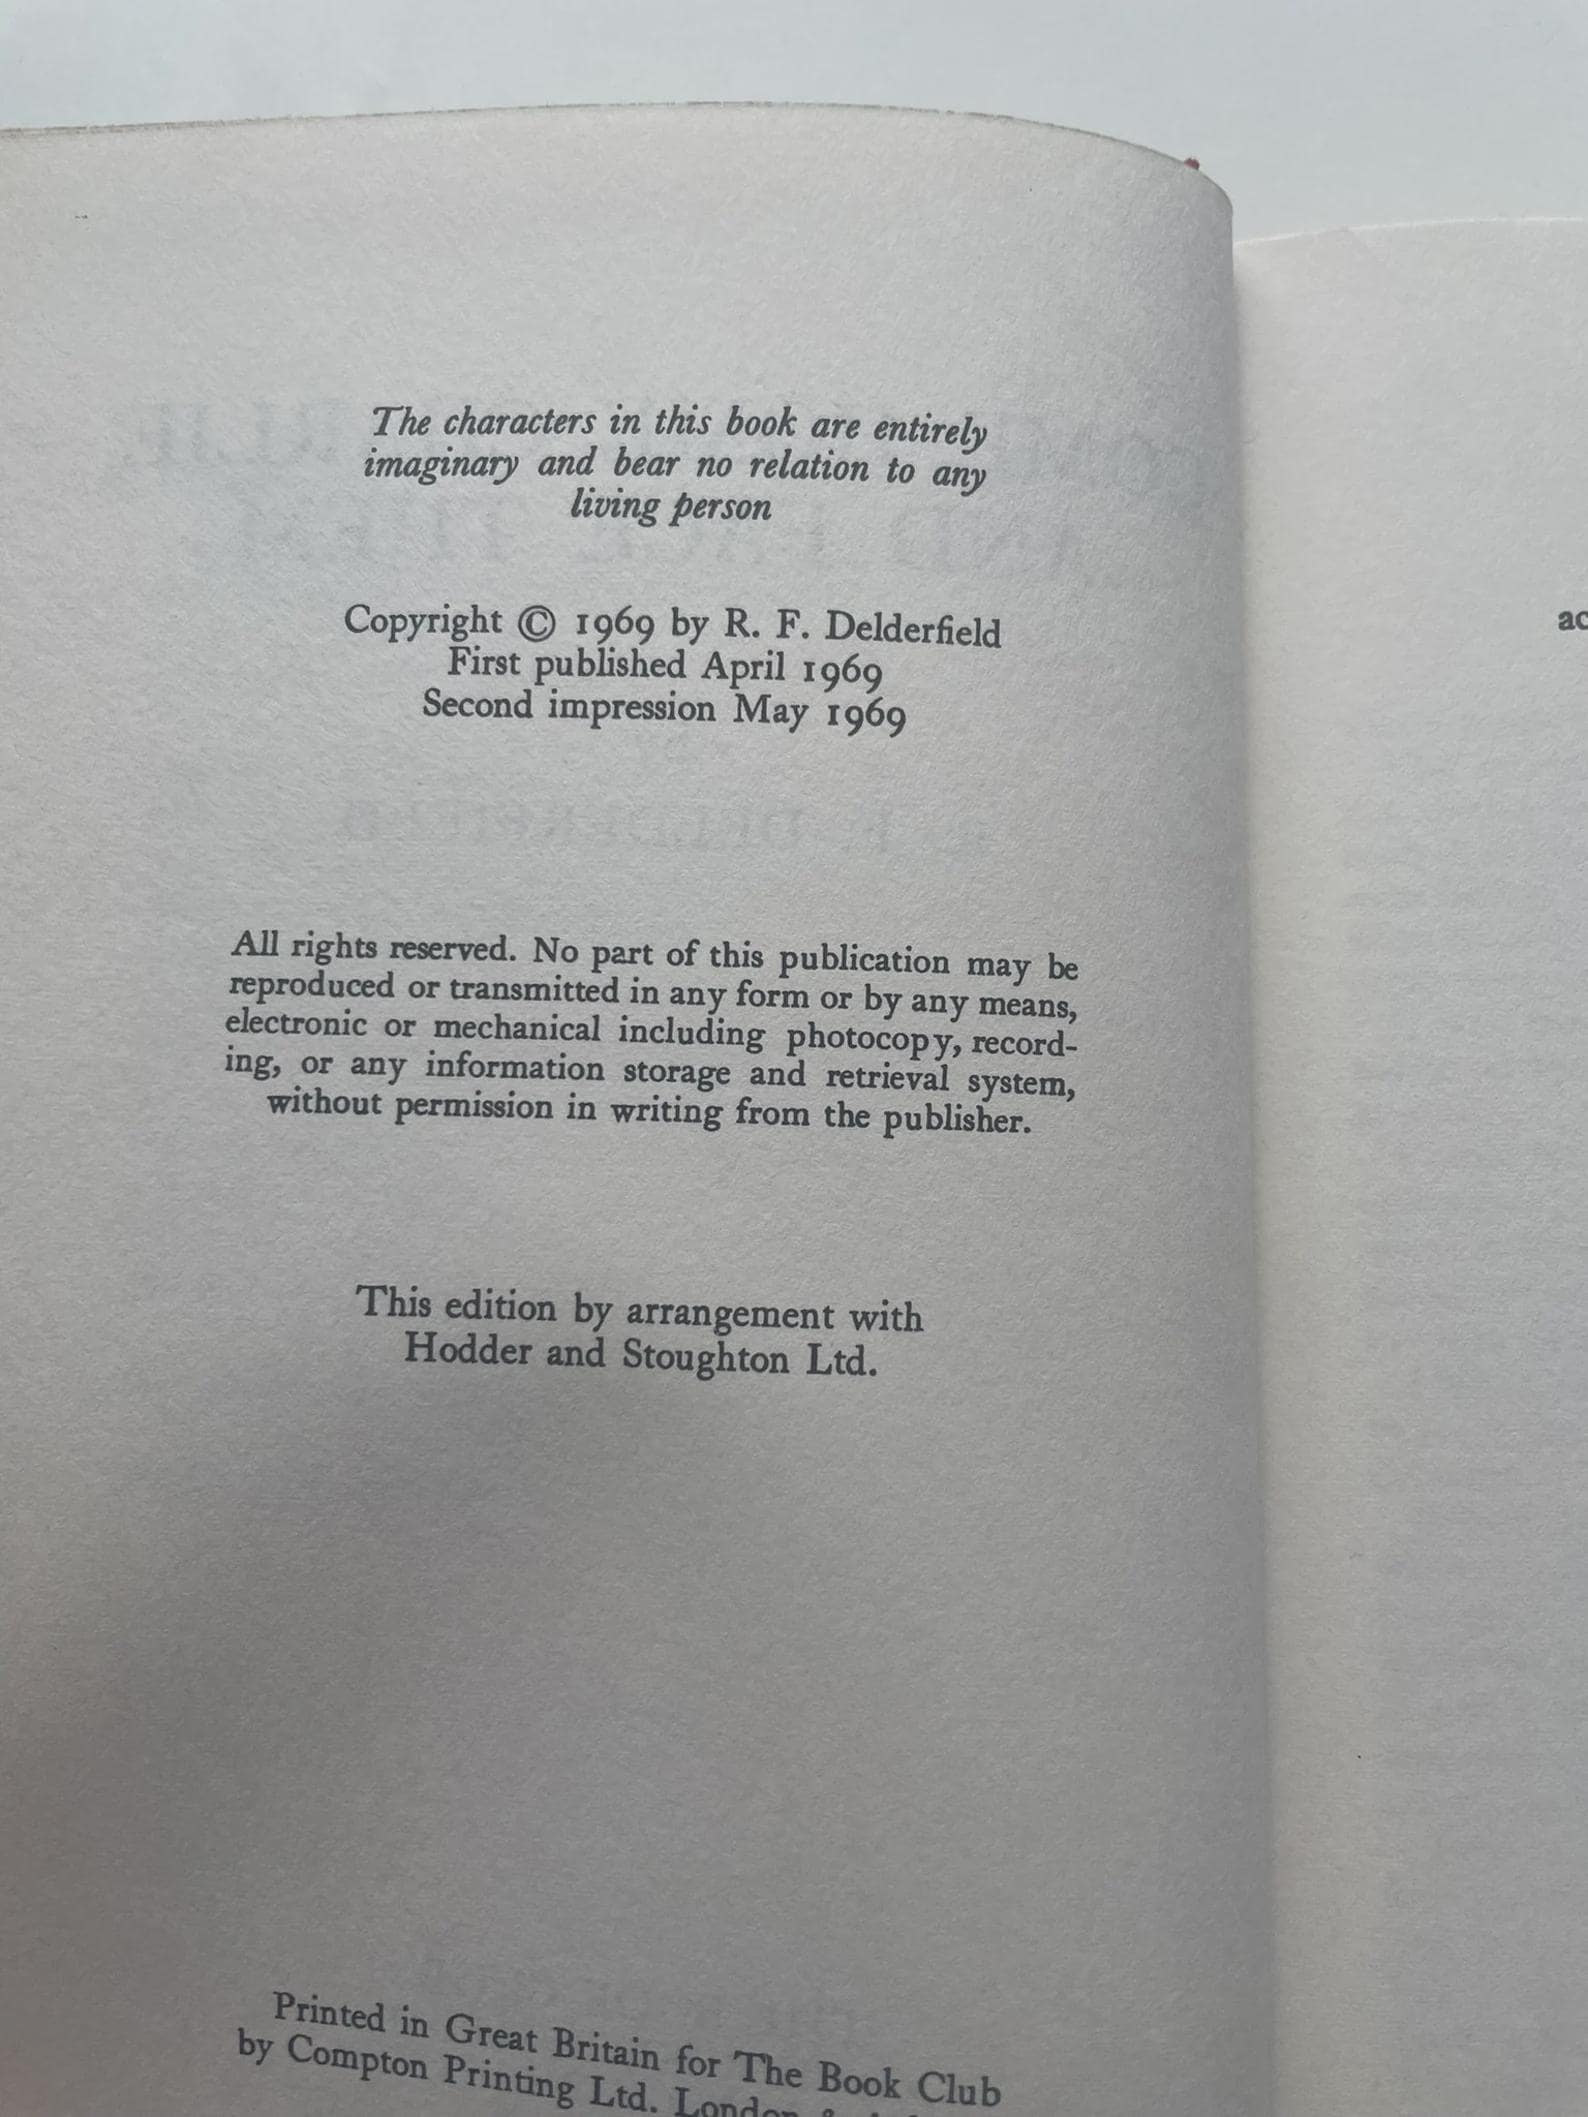 The characters in this book are entirely
imaginary and bear no relation to any
living person
Copyright © 1969 by R. F. Delderfield
First published April 1969
Second impression May 1969
All rights reserved. No part of this publication may be
reproduced or transmitted in any form or by any means,
electronic or mechanical including photocopy, record-
ing, or any information storage and retrieval system,
without permission in writing from the publisher.
This edition by arrangement with
Hodder and Stoughton Ltd.
Printed in Great Britain for The Book Club
by Compton Printing Ltd. London &
ac